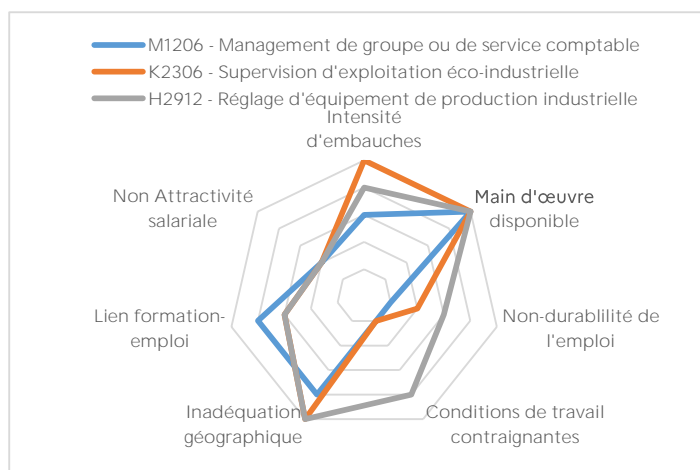 M1206 - Management de groupe ou de service comptable
K2306 - Supervision d'exploitation éco-industrielle
H2912 - Réglage d'équipement de production industrielle
Intensité
d'embauches
Main d'œuvre
disponible
Non-durablilité de
l'emploi
Conditions de travail
contraignantes
Inadéquation
géographique
Lien formation-
emploi
Non Attractivité
salariale